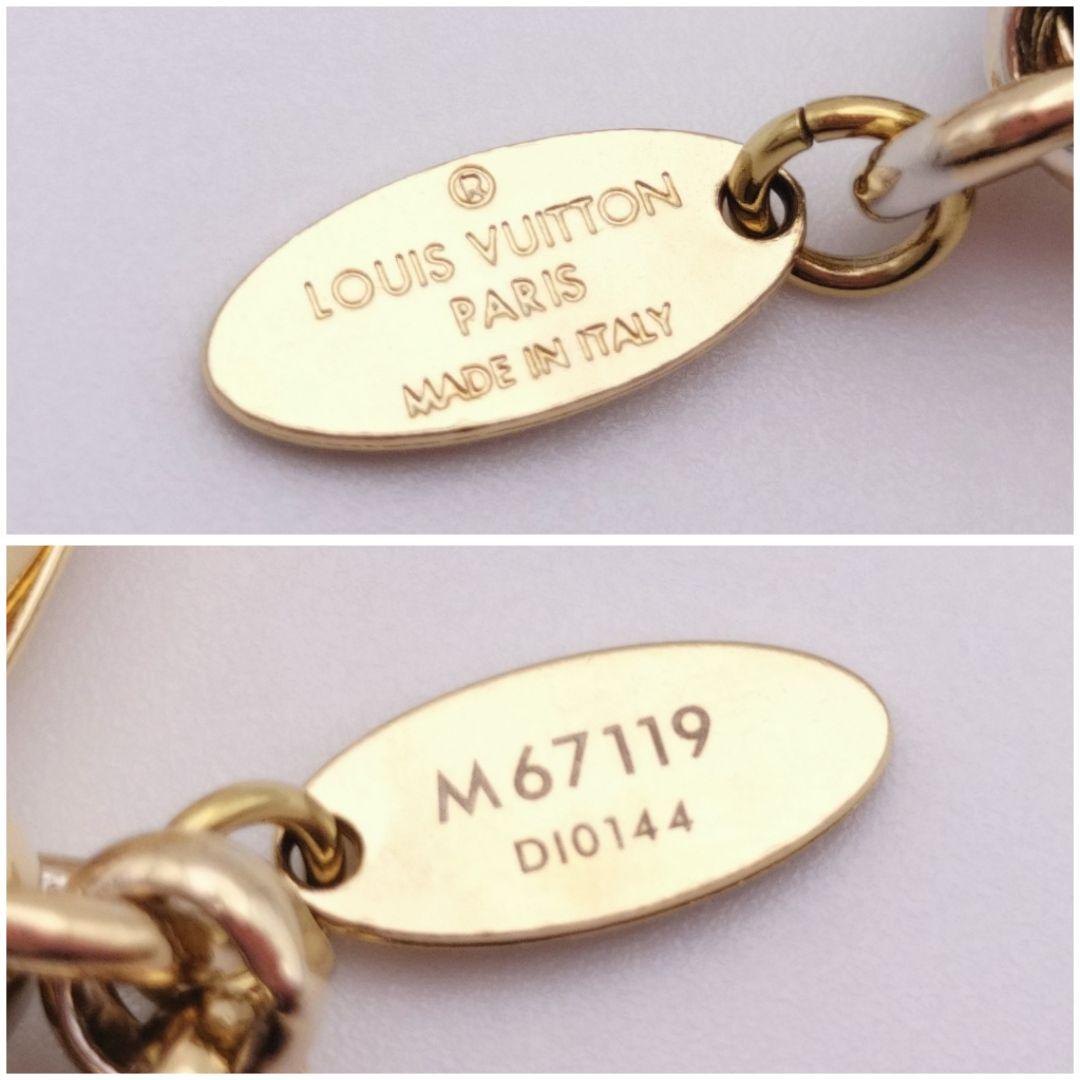 ®
LOUIS VUITTON
PARIS
MADE IN ITALY
M67119
DI0144